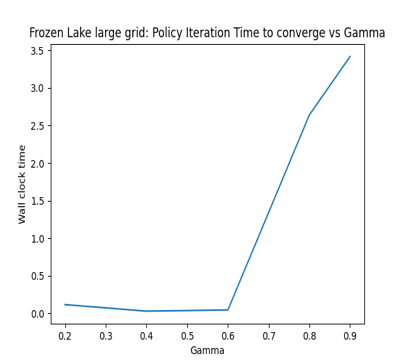 Frozen Lake large grid: Policy Iteration Time to converge vs Gamma
3.5
3.0
2.5
2.0
1.5
1.0
0.5
0.0
Wall clock time
0.2 0.3 0.4 0.5 0.6 0.7 0.8 0.9
Gamma